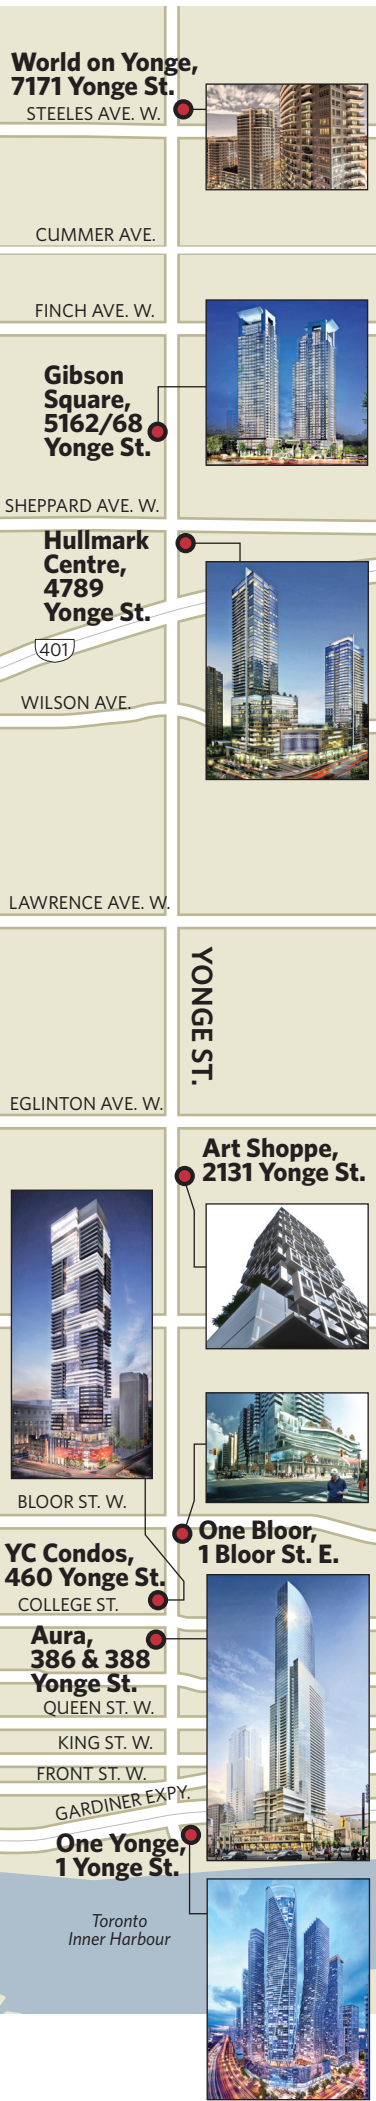 World on Yonge,
7171 Yonge St.
STEELES AVE. W.
CUMMER AVE.
FINCH AVE. W.
Gibson
Square,
5162/68
Yonge St.
SHEPPARD AVE. W.
Hullmark
Centre,
4789
Yonge St.
401
WILSON AVE.
LAWRENCE AVE. W.
YONGE ST.
EGLINTON AVE. W.
Art Shoppe,
2131 Yonge St.
BLOOR ST. W.
One Bloor,
1 Bloor St. E.
YC Condos,
460 Yonge St.
COLLEGE ST.
Aura,
386 & 388
Yonge St.
QUEEN ST. W.
KING ST. W.
FRONT ST. W.
GARDINER EXPY.
One Yonge,
1 Yonge St.
Toronto
Inner Harbour